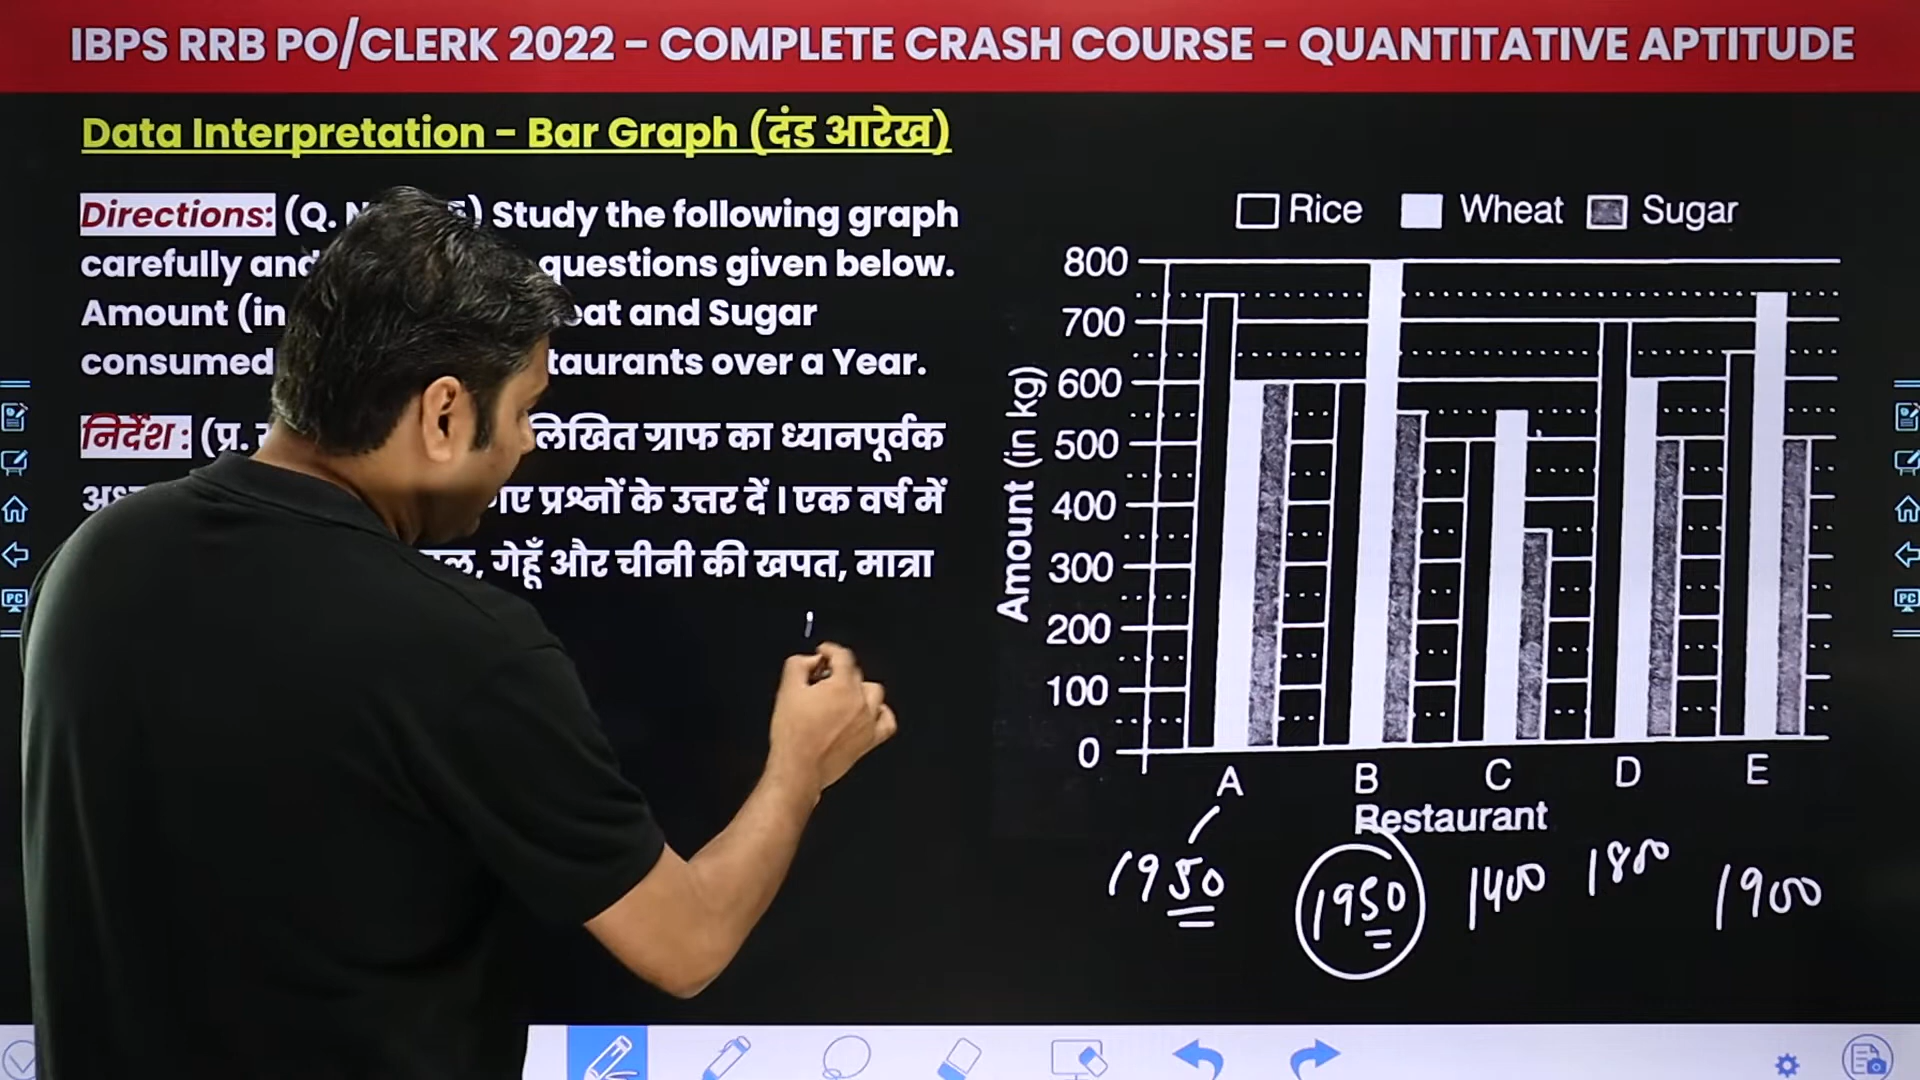 IBPS RRB PO/CLERK 2022 - COMPLETE CRASH COURSE - QUANTITATIVE APTITUDE
Data Interpretation - Bar Graph (दंड आरेख)
Directions: (Q. ) Study the following graph
carefully and questions given below.
Amount (in and Sugar
consumed over a Year.
निर्देश : (प्र. ग्राफ का ध्यानपूर्वक
प्रश्नों के उत्तर दें । एक वर्ष में
गेहूँ और चीनी की खपत, मात्रा
Rice Wheat Sugar
Amount (in kg)
800
700
600
500
400
300
200
100
0
A B C D E
Restaurant
1950 1950 1400 1800 1900
PC
PC